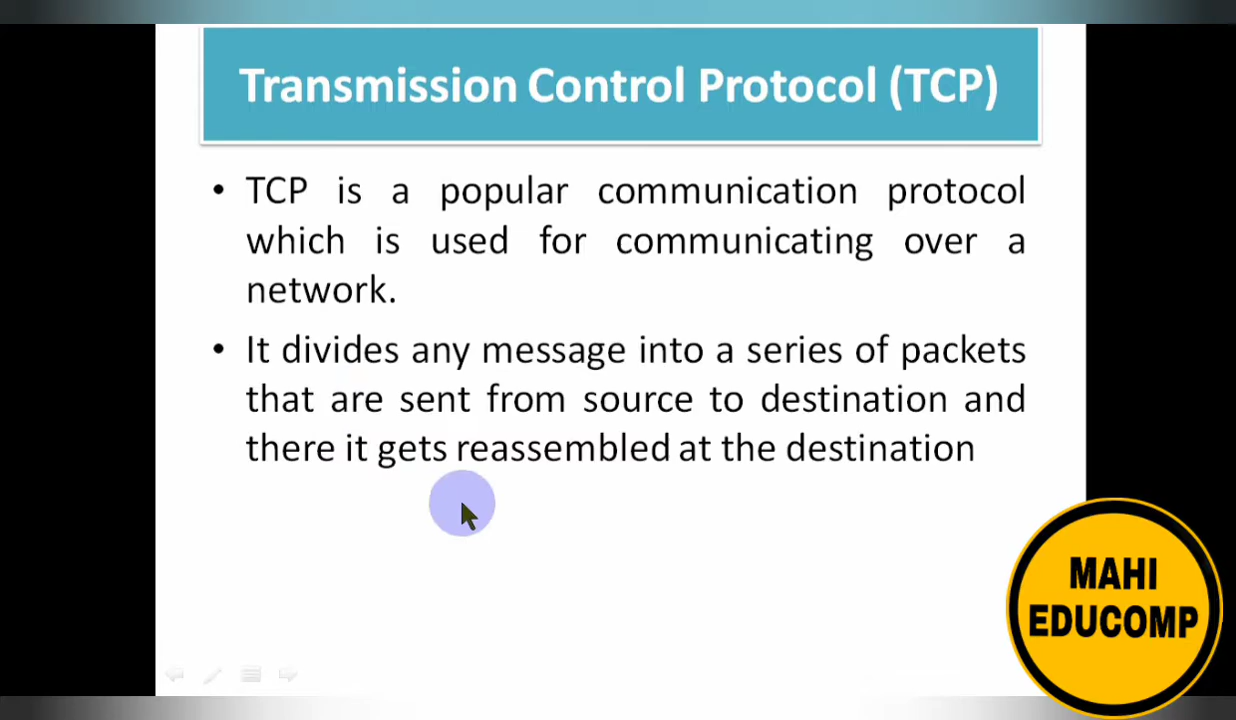 Transmission Control Protocol (TCP)
• TCP is a popular communication protocol
which is used for communicating over a
network.
• It divides any message into a series of packets
that are sent from source to destination and
there it gets reassembled at the destination
MAHI
EDUCOMP